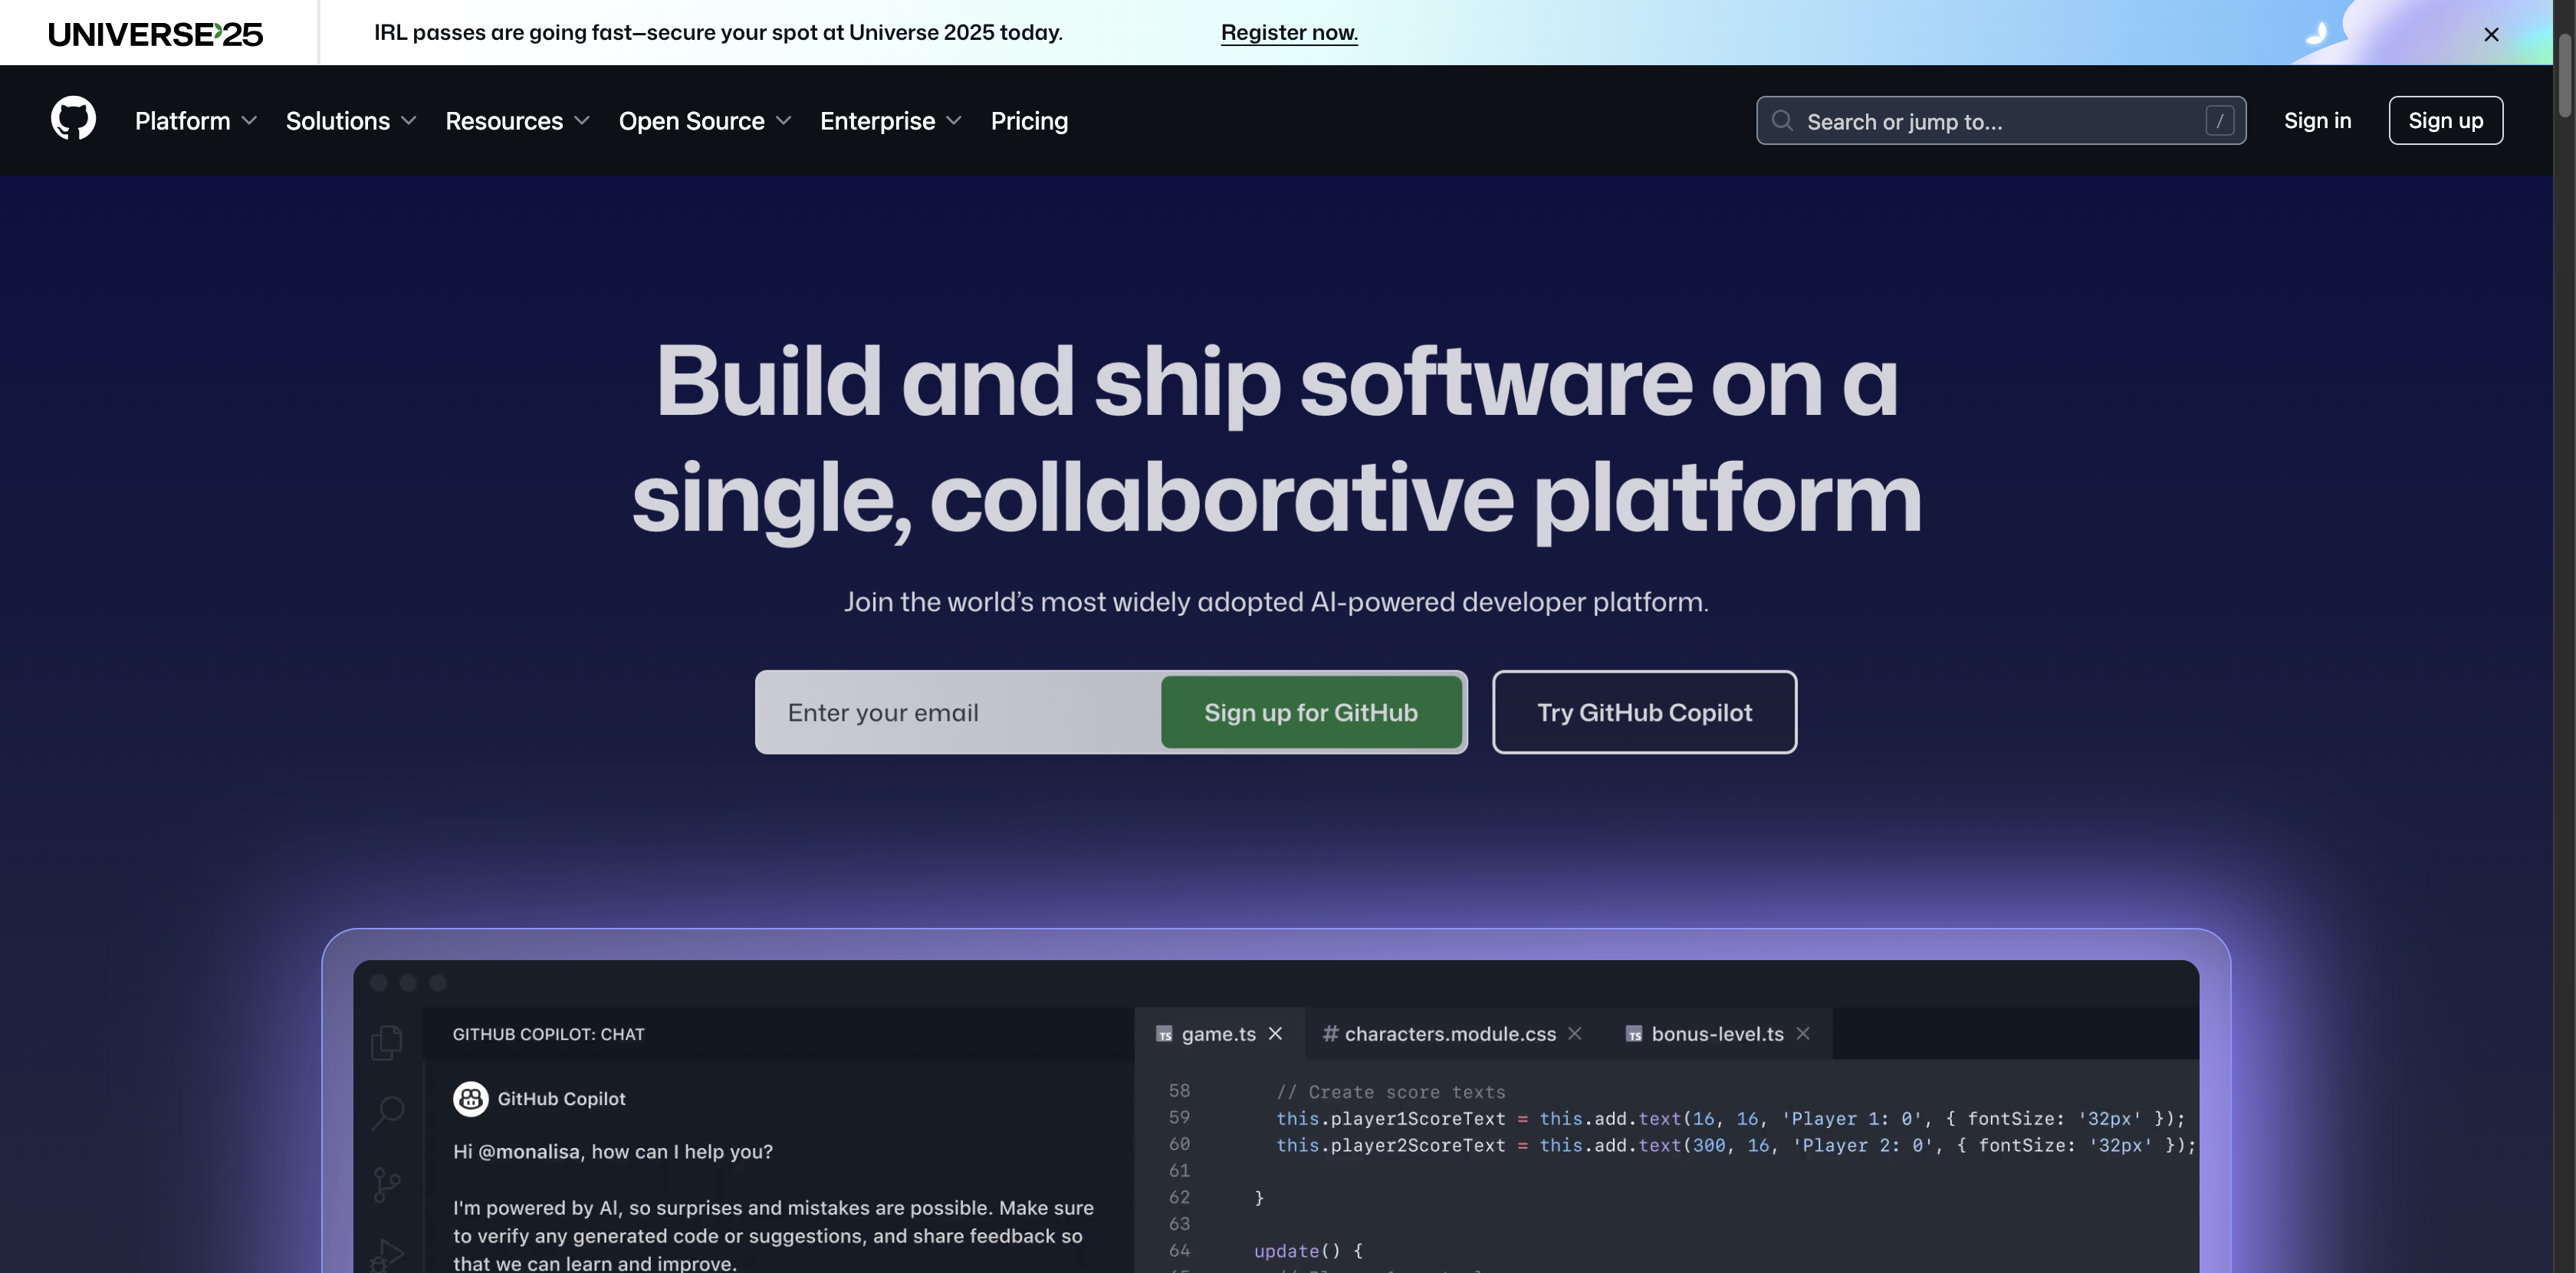 UNIVERSE'25
IRL passes are going fast—secure your spot at Universe 2025 today.
Register now.
Platform
Solutions
Resources
Open Source
Enterprise
Pricing
Search or jump to...
/
Sign in
Sign up
Build and ship software on a
single, collaborative platform
Join the world’s most widely adopted AI-powered developer platform.
Enter your email
Sign up for GitHub
Try GitHub Copilot
GITHUB COPILOT: CHAT
GitHub Copilot
Hi @monalisa, how can I help you?
I'm powered by AI, so surprises and mistakes are possible. Make sure
to verify any generated code or suggestions, and share feedback so
that we can learn and improve.
TS game.ts
# characters.module.css
TS bonus-level.ts
58 // Create score texts
59 this.player1ScoreText = this.add.text(16, 16, 'Player 1: 0', { fontSize: '32px' });
60 this.player2ScoreText = this.add.text(300, 16, 'Player 2: 0', { fontSize: '32px' });
61
62 }
63
64 update() {